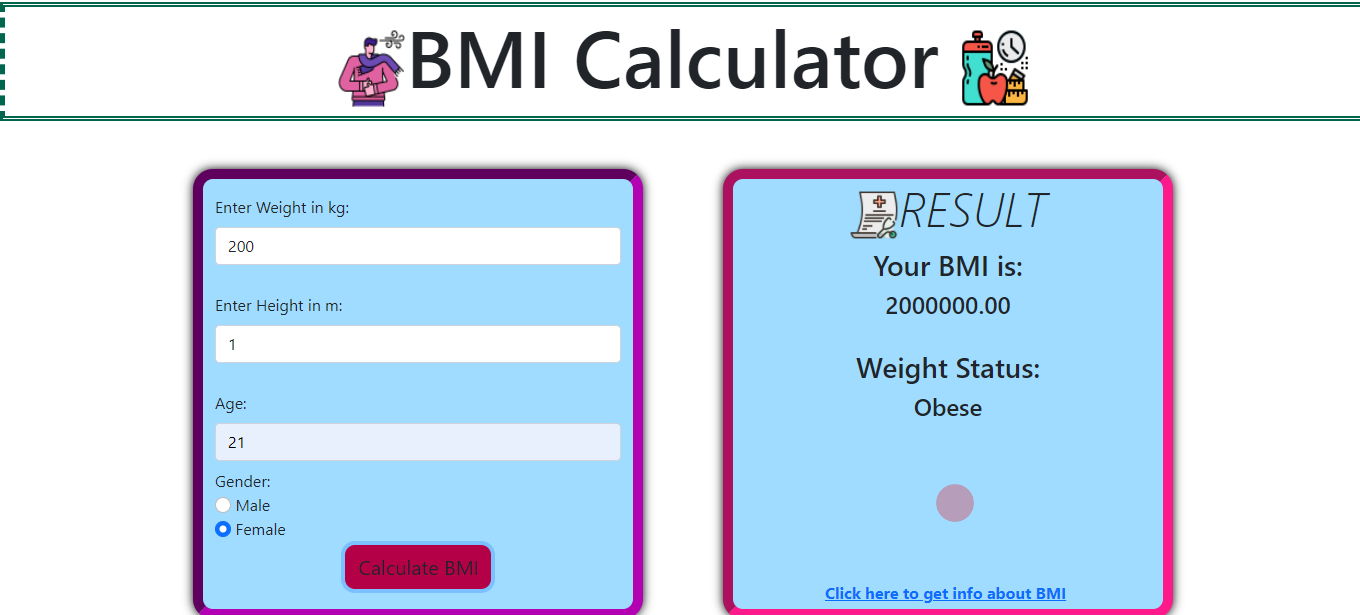 BMI Calculator
Enter Weight in kg:
200
Enter Height in m:
1
Age:
21
Gender:
Male
Female
Calculate BMI
RESULT
Your BMI is:
2000000.00
Weight Status:
Obese
Click here to get info about BMI